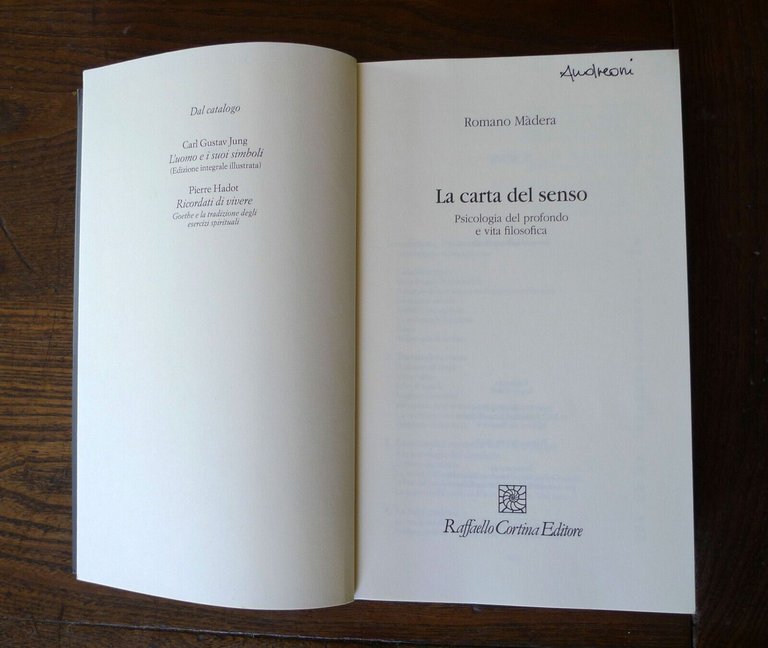 Dal catalogo
Carl Gustav Jung
L'uomo e i suoi simboli
(Edizione integrale illustrata)
Pierre Hadot
Ricordati di vivere
Goethe e la tradizione degli
esercizi spirituali
Andreoni
Romano Màdera
La carta del senso
Psicologia del profondo
e vita filosofica
Raffaello Cortina Editore